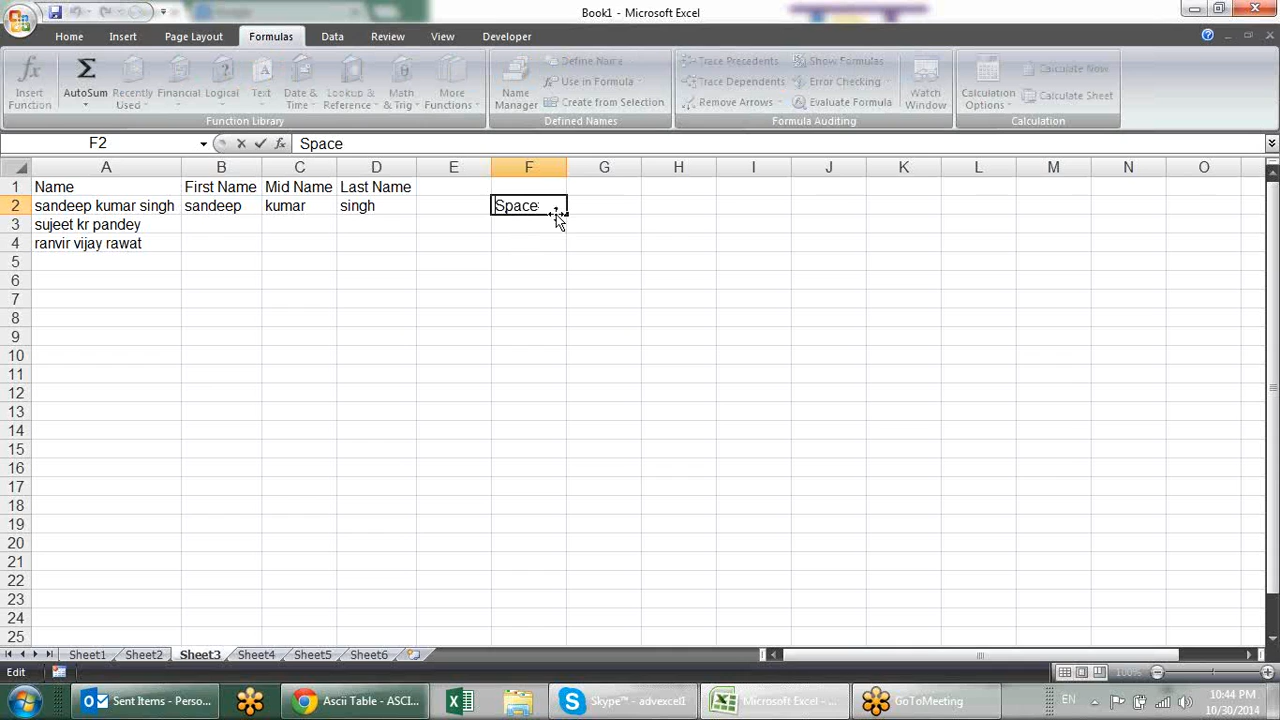 Book1 - Microsoft Excel
Home Insert Page Layout Formulas Data Review View Developer
Insert Function
AutoSum
Recently Used
Financial
Logical
Text
Date & Time
Lookup & Reference
Math & Trig
More Functions
Function Library
Name Manager
Define Name
Use in Formula
Create from Selection
Defined Names
Trace Precedents
Trace Dependents
Remove Arrows
Show Formulas
Error Checking
Evaluate Formula
Formula Auditing
Watch Window
Calculation Options
Calculate Now
Calculate Sheet
Calculation
F2 fx Space
A B C D E F G H I J K L M N O
1 Name First Name Mid Name Last Name
2 sandeep kumar singh sandeep kumar singh Space
3 sujeet kr pandey
4 ranvir vijay rawat
5
6
7
8
9
10
11
12
13
14
15
16
17
18
19
20
21
22
23
24
25
Sheet1 Sheet2 Sheet3 Sheet4 Sheet5 Sheet6
Edit 100%
Sent Items - Perso...
Ascii Table - ASCI...
Skype™ - advexcel1
Microsoft Excel - ...
GoToMeeting
EN
10:44 PM
10/30/2014